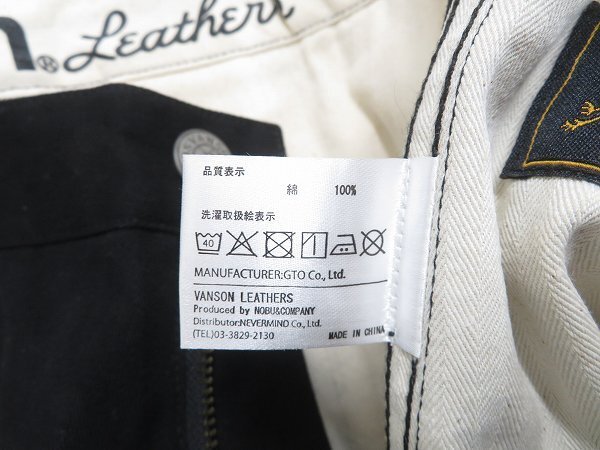 n® Leathers
VANSON
品質表示
綿 100%
洗濯取扱絵表示
40
MANUFACTURER:GTO Co., Ltd.
VANSON LEATHERS
Produced by NOBU&COMPANY
Distributor:NEVERMIND Co., Ltd.
(TEL)03-3829-2130
MADE IN CHINA